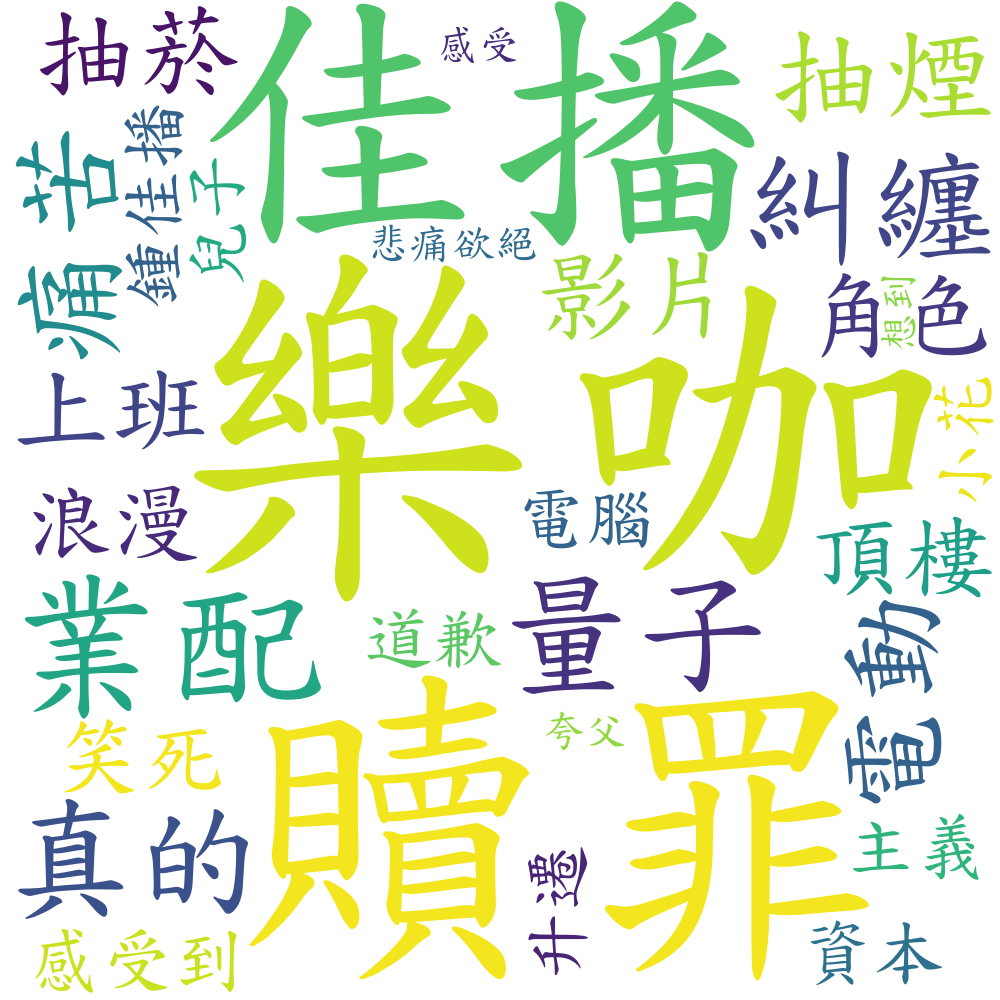 抽菸
佳播
感受
抽煙
痛苦
鍾佳播
兒子
悲痛欲絕
糾纏
影片
角色
想到
樂咖
上班
小花
浪漫
電腦
頂樓
業配
道歉
量子
電動
笑死
夸父
贖罪
真的
升遷
主義
感受到
資本